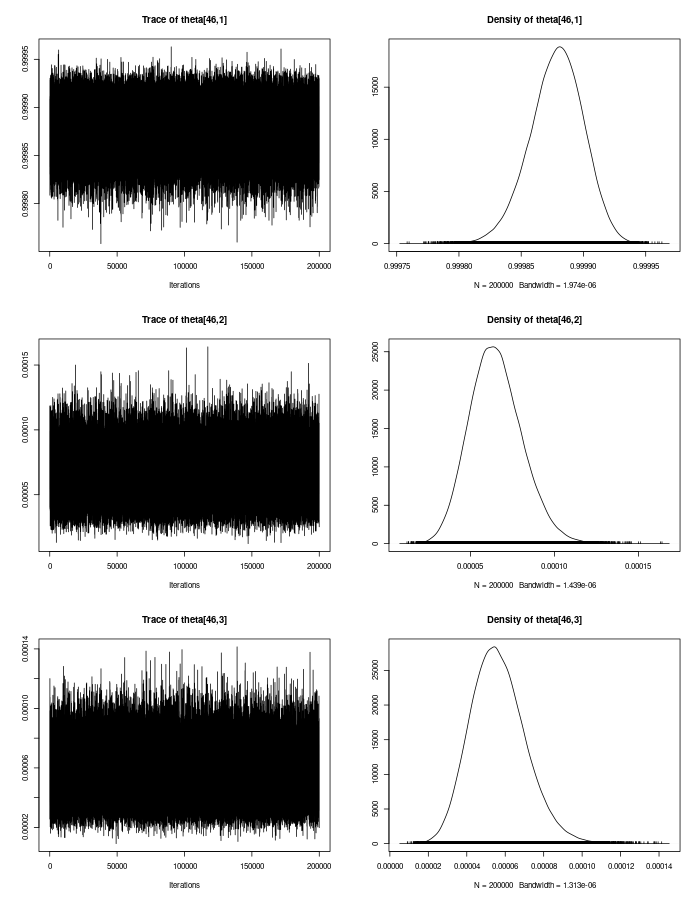 Trace of theta[46,1]
0.99995
0.99990
0.99985
0.99980
0 50000 100000 150000 200000
Iterations
Density of theta[46,1]
15000
10000
5000
0
0.99975 0.99980 0.99985 0.99990 0.99995
N = 200000 Bandwidth = 1.974e-06
Trace of theta[46,2]
0.00015
0.00010
0.00005
0 50000 100000 150000 200000
Iterations
Density of theta[46,2]
25000
20000
15000
10000
5000
0
0.00005 0.00010 0.00015
N = 200000 Bandwidth = 1.439e-06
Trace of theta[46,3]
0.00014
0.00010
0.00006
0.00002
0 50000 100000 150000 200000
Iterations
Density of theta[46,3]
25000
20000
15000
10000
5000
0
0.00000 0.00002 0.00004 0.00006 0.00008 0.00010 0.00012 0.00014
N = 200000 Bandwidth = 1.313e-06